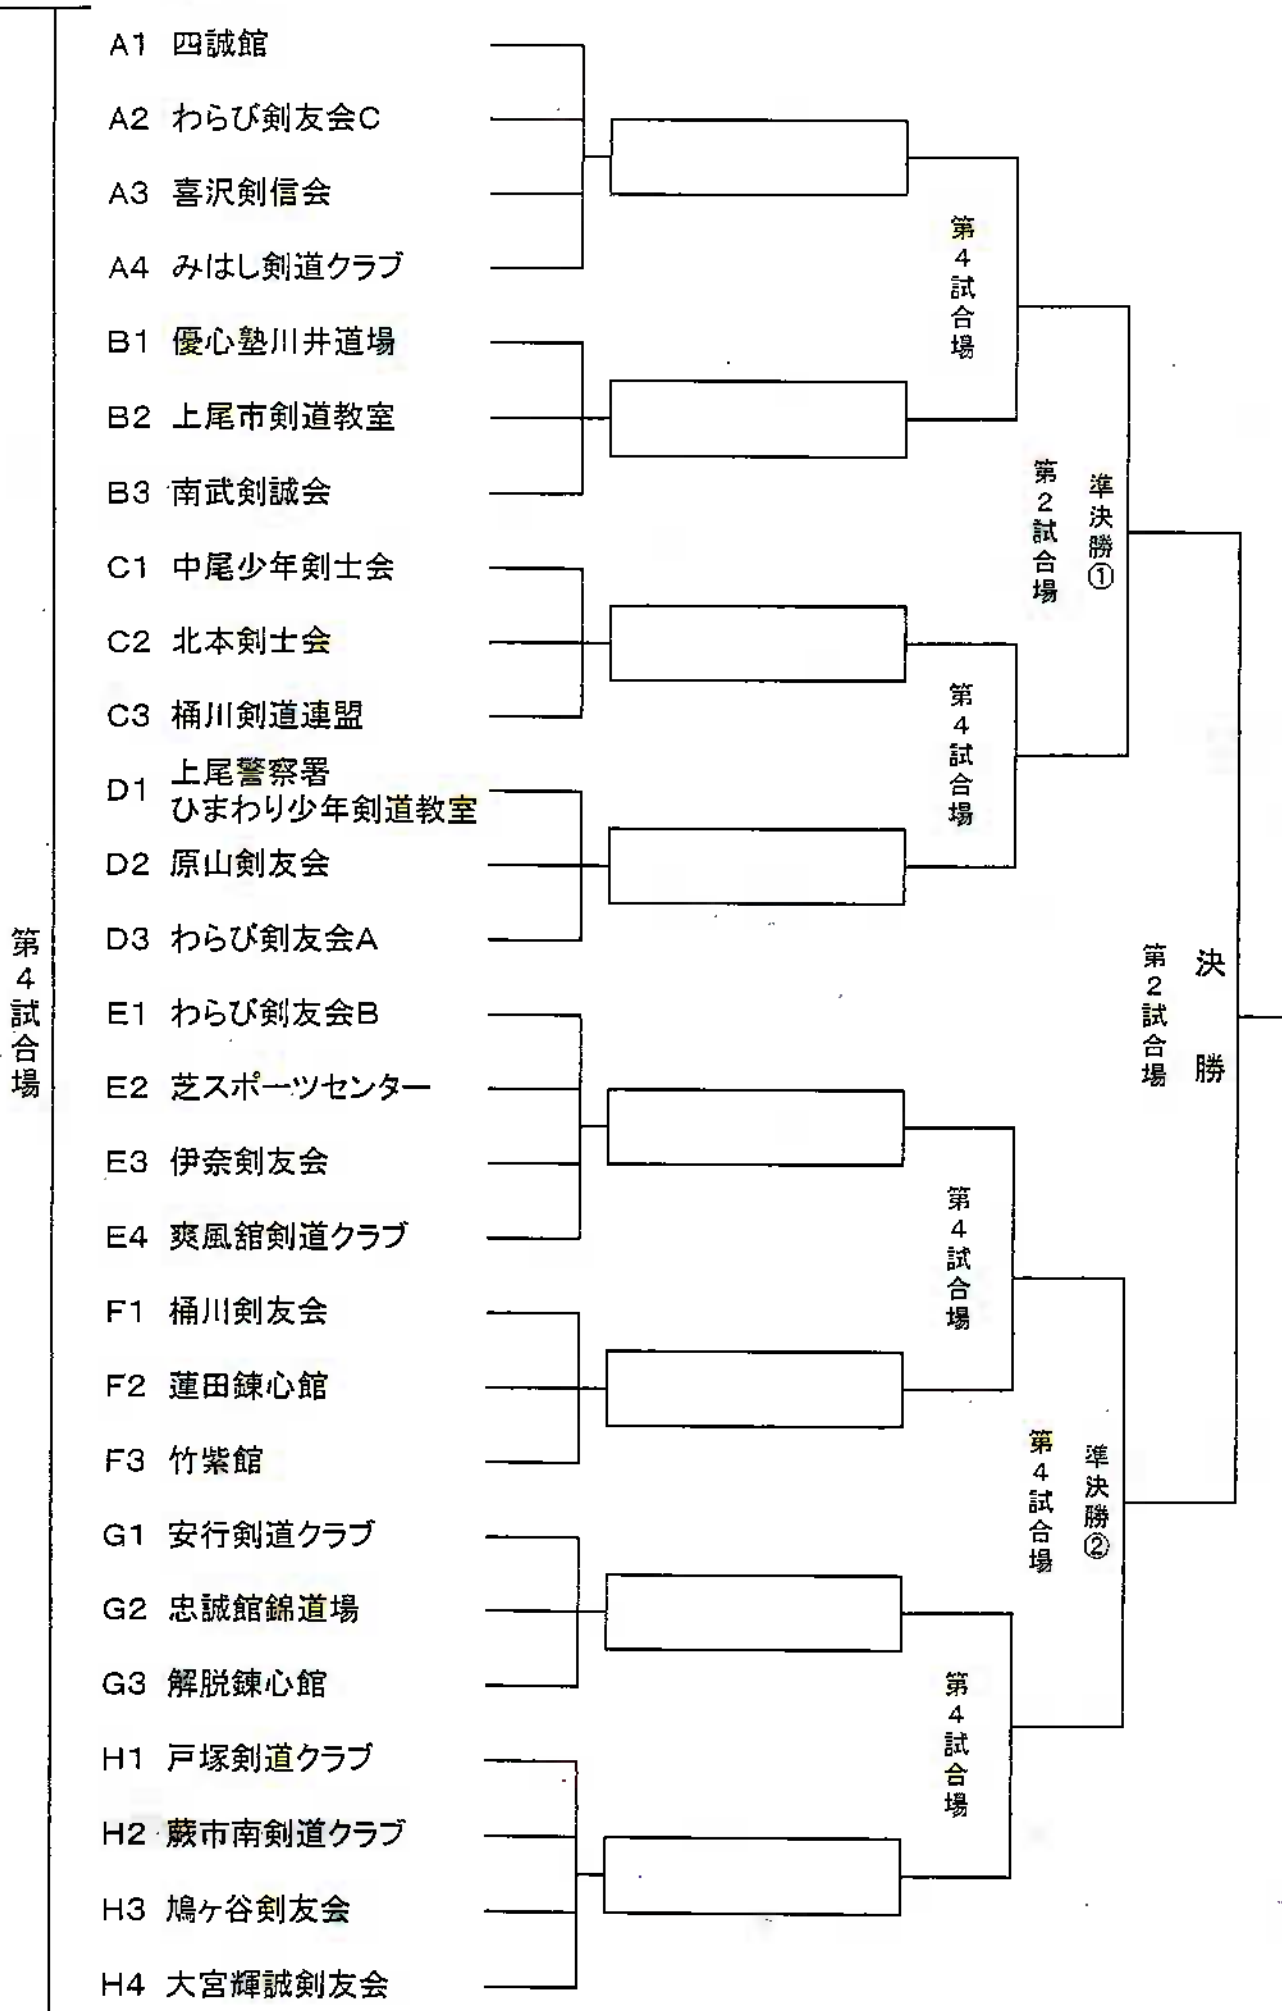 A1 四誠館
A2 わらび剣友会C
A3 喜沢剣信会
A4 みはし剣道クラブ
B1 優心塾川井道場
B2 上尾市剣道教室
B3 南武剣誠会
C1 中尾少年剣士会
C2 北本剣士会
C3 桶川剣道連盟
D1 上尾警察署
ひまわり少年剣道教室
D2 原山剣友会
D3 わらび剣友会A
E1 わらび剣友会B
E2 芝スポーツセンター
E3 伊奈剣友会
E4 爽風舘剣道クラブ
F1 桶川剣友会
F2 蓮田錬心館
F3 竹紫館
G1 安行剣道クラブ
G2 忠誠館錦道場
G3 解脱錬心館
H1 戸塚剣道クラブ
H2 蕨市南剣道クラブ
H3 鳩ヶ谷剣友会
H4 大宮輝誠剣友会
第4試合場
第4試合場
第4試合場
第4試合場
第4試合場
準決勝①
第2試合場
準決勝②
第4試合場
決勝
第2試合場